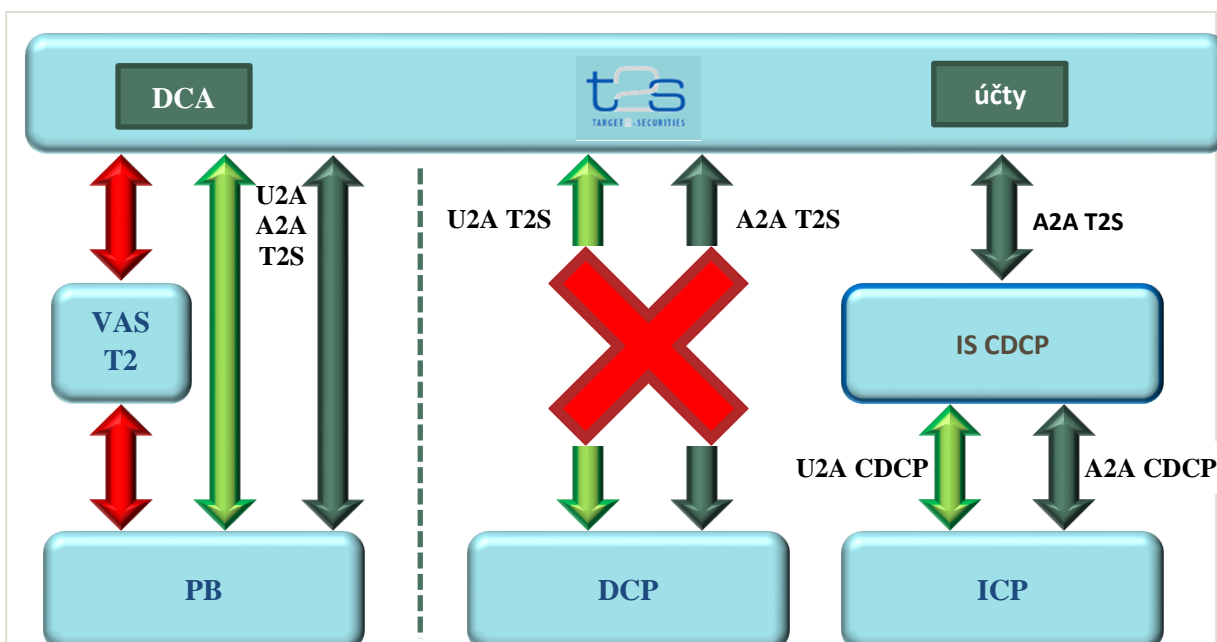 DCA
t2s
TARGET2-SECURITIES
účty
U2A
A2A
T2S
U2A T2S
A2A T2S
A2A T2S
VAS
T2
IS CDCP
U2A CDCP
A2A CDCP
PB
DCP
ICP